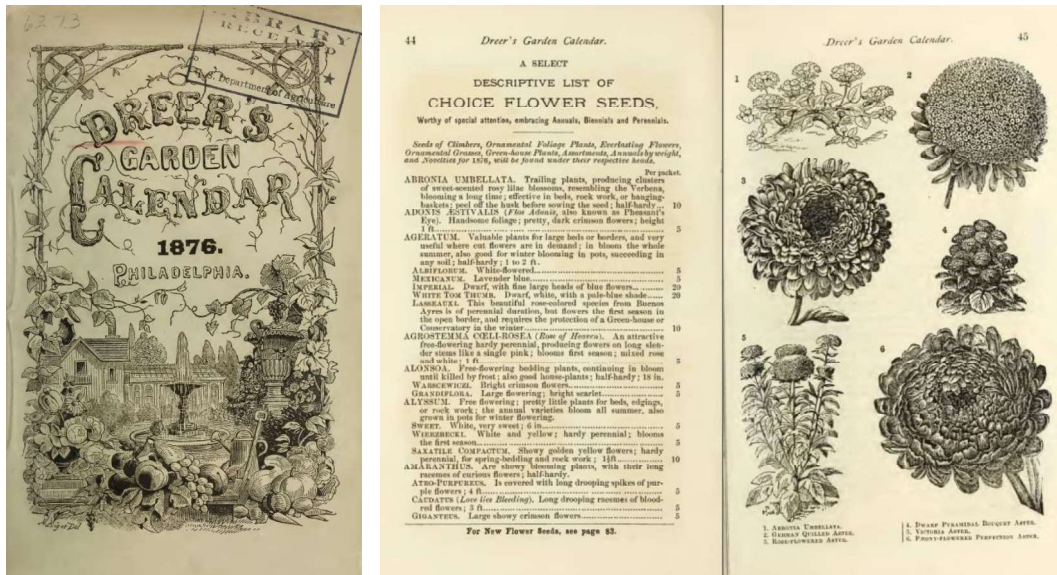 6273
LIBRARY
RECEIVED
U.S. Department of Agriculture
DREER'S
GARDEN
CALENDAR
1876.
PHILADELPHIA.
44 Dreer's Garden Calendar.
A SELECT
DESCRIPTIVE LIST OF
CHOICE FLOWER SEEDS,
Worthy of special attention, embracing Annuals, Biennials and Perennials.
Seeds of Climbers, Ornamental Foliage Plants, Everlasting Flowers,
Ornamental Grasses, Green-house Plants, Assortments, Annuals by weight,
and Novelties for 1876, will be found under their respective heads.
Per packet.
ABRONIA UMBELLATA. Trailing plants, producing clusters
of sweet-scented rosy lilac blossoms, resembling the Verbena,
blooming a long time; effective in beds, rock work, or hanging-
baskets; peel off the husk before sowing the seed; half-hardy... 10
ADONIS ÆSTIVALIS (Flos Adonis, also known as Pheasant's
Eye). Handsome foliage; pretty, dark crimson flowers; height
1 ft. 5
AGERATUM. Valuable plants for large beds or borders, and very
useful where cut flowers are in demand; in bloom the whole
summer, also good for winter blooming in pots, succeeding in
any soil; half-hardy; 1 to 2 ft.
ALBIFLORUM. White-flowered 5
MEXICANUM. Lavender blue 5
IMPERIAL. Dwarf, with fine large heads of blue flowers 20
WHITE TOM THUMB. Dwarf, white, with a pale-blue shade 20
LASSEAUXI. This beautiful rose-colored species from Buenos
Ayres is of perennial duration, but flowers the first season in
the open border, and requires the protection of a Green-house or
Conservatory in the winter 10
AGROSTEMMA CŒLI-ROSEA (Rose of Heaven). An attractive
free-flowering hardy perennial, producing flowers on long slen-
der stems like a single pink; blooms first season; mixed rose
and white; 1 ft. 5
ALONSOA. Free-flowering bedding plants, continuing in bloom
until killed by frost; also good house-plants; half-hardy; 18 in.
WARSCEWICZI. Bright crimson flowers 5
GRANDIFLORA. Large flowering; bright scarlet 5
ALYSSUM. Free flowering; pretty little plants for beds, edgings,
or rock work; the annual varieties bloom all summer, also
grown in pots for winter flowering.
SWEET. White, very sweet; 6 in. 5
WIERZBECKI. White and yellow; hardy perennial; blooms
the first season 5
SAXATILE COMPACTUM. Showy golden yellow flowers; hardy
perennial, for spring-bedding and rock work; 1½ft. 10
AMARANTHUS. Are showy blooming plants, with their long
racemes of curious flowers; half-hardy.
ATRO-PURPUREUS. Is covered with long drooping spikes of pur-
ple flowers; 4 ft. 5
CAUDATUS (Love lies Bleeding). Long drooping racemes of blood-
red flowers; 3 ft. 5
GIGANTEUS. Large showy crimson flowers 5
For New Flower Seeds, see page 83.
Dreer's Garden Calendar. 45
1
2
3
4
5
6
1. ABRONIA UMBELLATA.
2. GERMAN QUILLED ASTER.
3. ROSE-FLOWERED ASTER.
4. DWARF PYRAMIDAL BOUQUET ASTER.
5. VICTORIA ASTER.
6. PÆONY-FLOWERED PERFECTION ASTER.